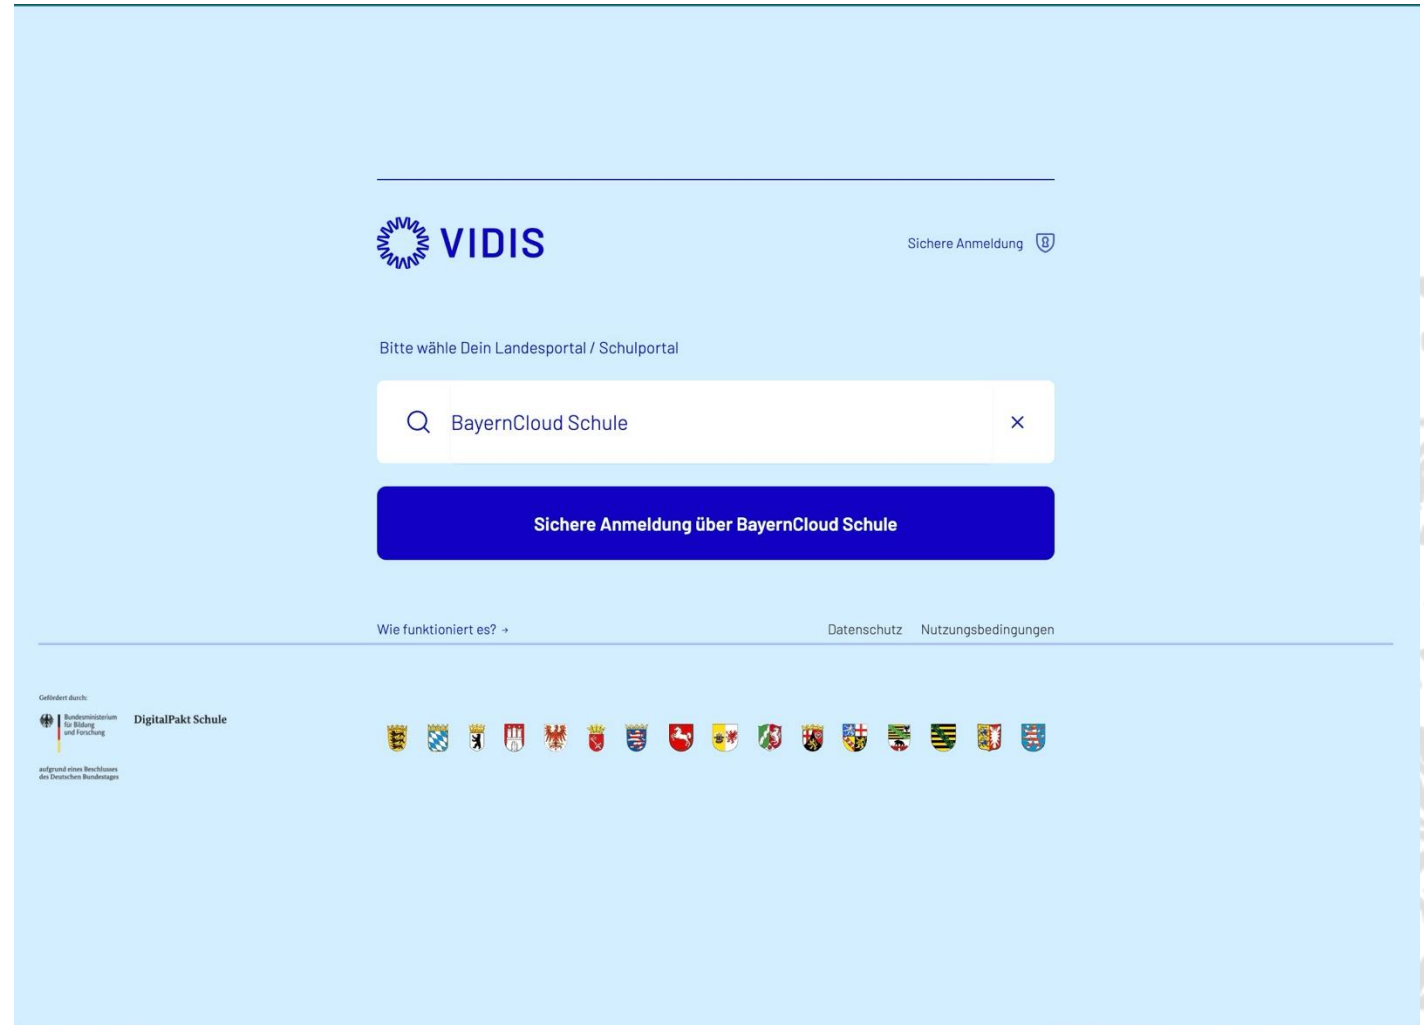 VIDIS
Sichere Anmeldung
Bitte wähle Dein Landesportal / Schulportal
BayernCloud Schule
Sichere Anmeldung über BayernCloud Schule
Wie funktioniert es? →
Datenschutz Nutzungsbedingungen
Gefördert durch:
Bundesministerium
für Bildung
und Forschung
DigitalPakt Schule
aufgrund eines Beschlusses
des Deutschen Bundestages